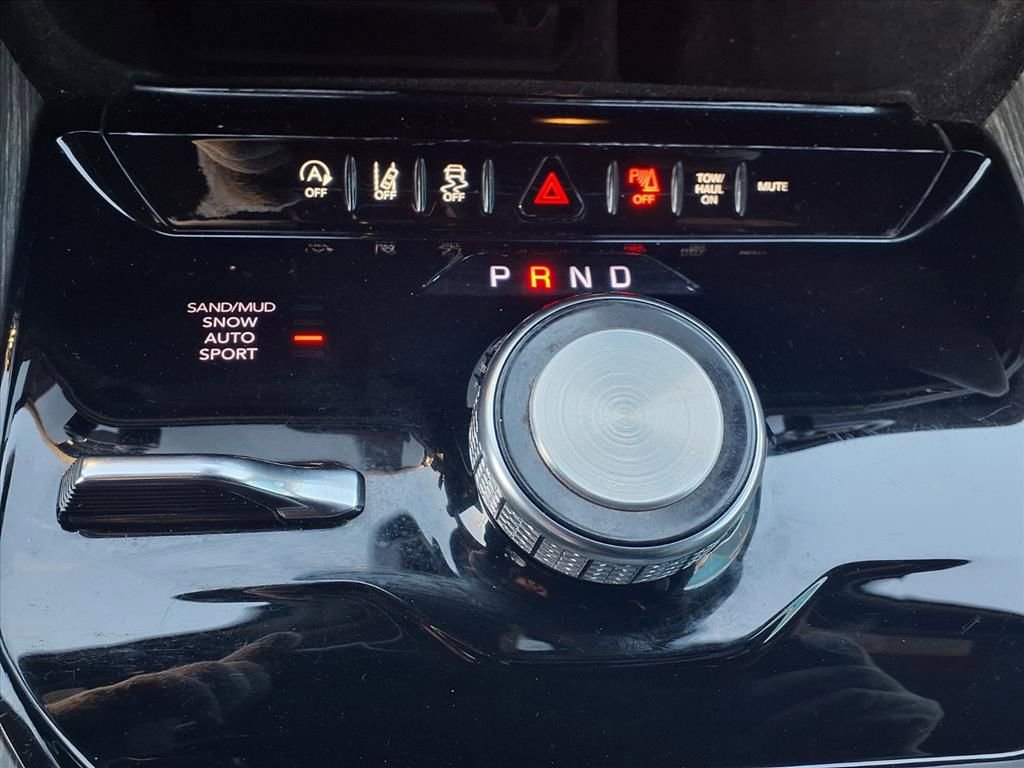 A
OFF
OFF
OFF
P
OFF
TOW/
HAUL
ON
MUTE
P R N D
SAND/MUD
SNOW
AUTO
SPORT